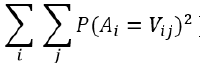 ∑ᵢ ∑ⱼ P(Aᵢ = Vᵢⱼ)²